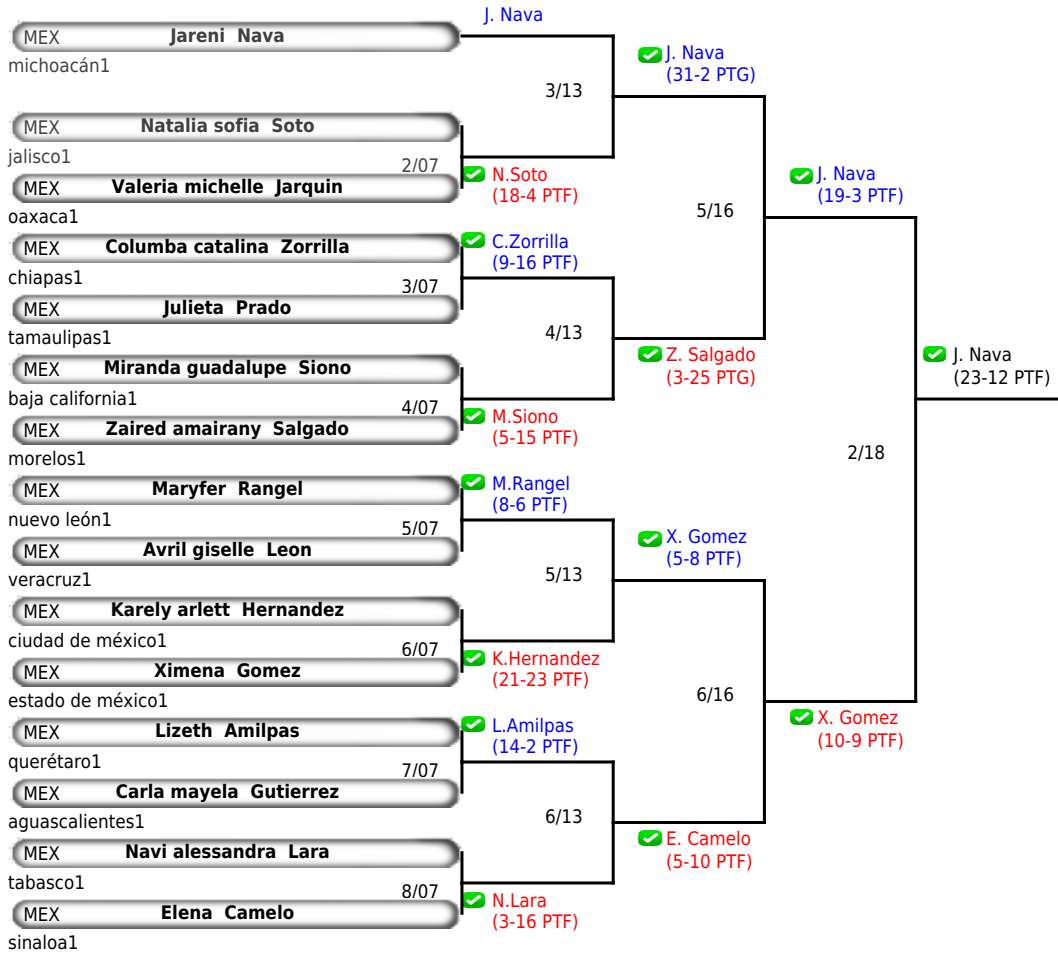 J. Nava
MEX Jareni Nava
michoacán1
J. Nava
(31-2 PTG)
3/13
MEX Natalia sofia Soto
jalisco1
2/07
N.Soto
(18-4 PTF)
MEX Valeria michelle Jarquin
oaxaca1
J. Nava
(19-3 PTF)
5/16
MEX Columba catalina Zorrilla
chiapas1
C.Zorrilla
(9-16 PTF)
3/07
MEX Julieta Prado
tamaulipas1
4/13
Z. Salgado
(3-25 PTG)
J. Nava
(23-12 PTF)
MEX Miranda guadalupe Siono
baja california1
4/07
M.Siono
(5-15 PTF)
MEX Zaired amairany Salgado
morelos1
2/18
MEX Maryfer Rangel
nuevo león1
M.Rangel
(8-6 PTF)
5/07
MEX Avril giselle Leon
veracruz1
X. Gomez
(5-8 PTF)
5/13
MEX Karely arlett Hernandez
ciudad de méxico1
6/07
K.Hernandez
(21-23 PTF)
MEX Ximena Gomez
estado de méxico1
6/16
X. Gomez
(10-9 PTF)
MEX Lizeth Amilpas
querétaro1
L.Amilpas
(14-2 PTF)
7/07
MEX Carla mayela Gutierrez
aguascalientes1
6/13
E. Camelo
(5-10 PTF)
MEX Navi alessandra Lara
tabasco1
8/07
N.Lara
(3-16 PTF)
MEX Elena Camelo
sinaloa1